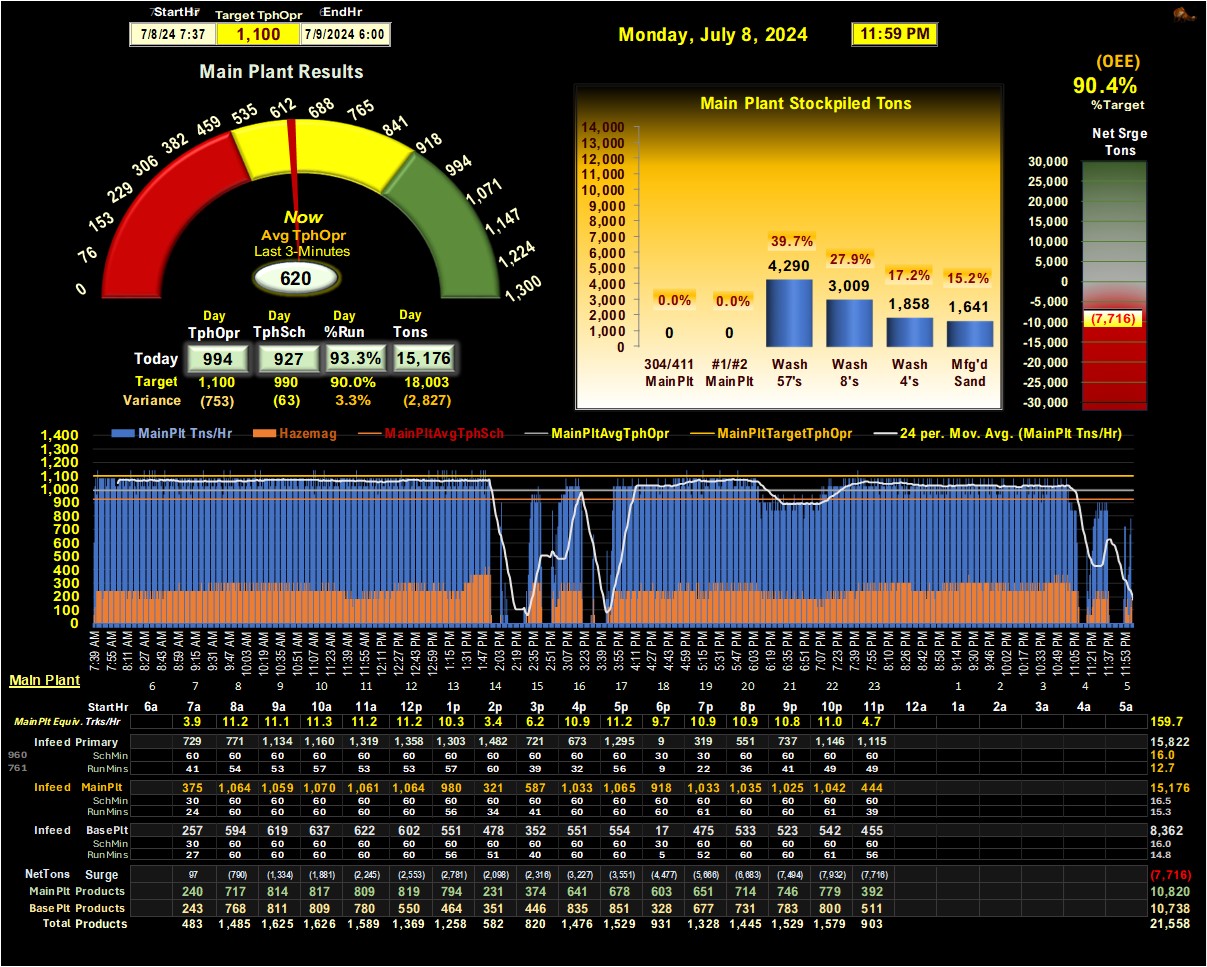 StartHr Target TphOpr EndHr
7/8/24 7:37 1,100 7/9/2024 6:00
Monday, July 8, 2024 11:59 PM
(OEE)
90.4%
%Target
Main Plant Results
0 76 153 229 306 382 459 535 612 688 765 841 918 994 1,071 1,147 1,224 1,300
Now
Avg TphOpr
Last 3-Minutes
620
Day Day Day Day
TphOpr TphSch %Run Tons
Today 994 927 93.3% 15,176
Target 1,100 990 90.0% 18,003
Variance (753) (63) 3.3% (2,827)
Main Plant Stockpiled Tons
14,000
13,000
12,000
11,000
10,000
9,000
8,000
7,000
6,000
5,000
4,000
3,000
2,000
1,000
0
0.0% 0.0% 39.7% 27.9% 17.2% 15.2%
0 0 4,290 3,009 1,858 1,641
304/411 #1/#2 Wash Wash Wash Mfg'd
MainPlt MainPlt 57's 8's 4's Sand
Net Srge
Tons
30,000
25,000
20,000
15,000
10,000
5,000
0
-5,000
(7,716)
-10,000
-15,000
-20,000
-25,000
-30,000
MainPlt Tns/Hr Hazemag MainPltAvgTphSch MainPltAvgTphOpr MainPltTargetTphOpr 24 per. Mov. Avg. (MainPlt Tns/Hr)
1,400
1,300
1,200
1,100
1,000
900
800
700
600
500
400
300
200
100
0
7:39 AM 7:55 AM 8:11 AM 8:27 AM 8:43 AM 8:59 AM 9:15 AM 9:31 AM 9:47 AM 10:03 AM 10:19 AM 10:35 AM 10:51 AM 11:07 AM 11:23 AM 11:39 AM 11:55 AM 12:11 PM 12:27 PM 12:43 PM 12:59 PM 1:15 PM 1:31 PM 1:47 PM 2:03 PM 2:19 PM 2:35 PM 2:51 PM 3:07 PM 3:23 PM 3:39 PM 3:55 PM 4:11 PM 4:27 PM 4:43 PM 4:59 PM 5:15 PM 5:31 PM 5:47 PM 6:03 PM 6:19 PM 6:35 PM 6:51 PM 7:07 PM 7:23 PM 7:39 PM 7:55 PM 8:10 PM 8:26 PM 8:42 PM 8:58 PM 9:14 PM 9:30 PM 9:46 PM 10:02 PM 10:17 PM 10:33 PM 10:49 PM 11:05 PM 11:21 PM 11:37 PM 11:53 PM
Main Plant 6 7 8 9 10 11 12 13 14 15 16 17 18 19 20 21 22 23 1 2 3 4 5
StartHr 6a 7a 8a 9a 10a 11a 12p 1p 2p 3p 4p 5p 6p 7p 8p 9p 10p 11p 12a 1a 2a 3a 4a 5a
MainPlt Equiv. Trks/Hr 3.9 11.2 11.1 11.3 11.2 11.2 10.3 3.4 6.2 10.9 11.2 9.7 10.9 10.9 10.8 11.0 4.7 159.7
Infeed Primary 729 771 1,134 1,160 1,319 1,358 1,303 1,482 721 673 1,295 9 319 551 737 1,146 1,115 15,822
960 SchMin 60 60 60 60 60 60 60 60 60 60 60 30 30 60 60 60 60 16.0
761 RunMins 41 54 53 57 53 53 57 60 39 32 56 9 22 36 41 49 49 12.7
Infeed MainPlt 375 1,064 1,059 1,070 1,061 1,064 980 321 587 1,033 1,065 918 1,033 1,035 1,025 1,042 444 15,176
SchMin 30 60 60 60 60 60 60 60 60 60 60 60 60 60 60 60 60 16.5
RunMins 24 60 60 60 60 60 56 34 41 60 60 60 61 60 60 61 39 15.3
Infeed BasePlt 257 594 619 637 622 602 551 478 352 551 554 17 475 533 523 542 455 8,362
SchMin 30 60 60 60 60 60 60 60 60 60 60 30 60 60 60 60 60 16.0
RunMins 27 60 60 60 60 60 56 51 40 60 60 5 52 60 60 61 56 14.8
NetTons Surge 97 (790) (1,334) (1,881) (2,245) (2,553) (2,781) (2,098) (2,316) (3,227) (3,551) (4,477) (5,666) (6,683) (7,494) (7,932) (7,716) (7,716)
MainPlt Products 240 717 814 817 809 819 794 231 374 641 678 603 651 714 746 779 392 10,820
BasePlt Products 243 768 811 809 780 550 464 351 446 835 851 328 677 731 783 800 511 10,738
Total Products 483 1,485 1,625 1,626 1,589 1,369 1,258 582 820 1,476 1,529 931 1,328 1,445 1,529 1,579 903 21,558